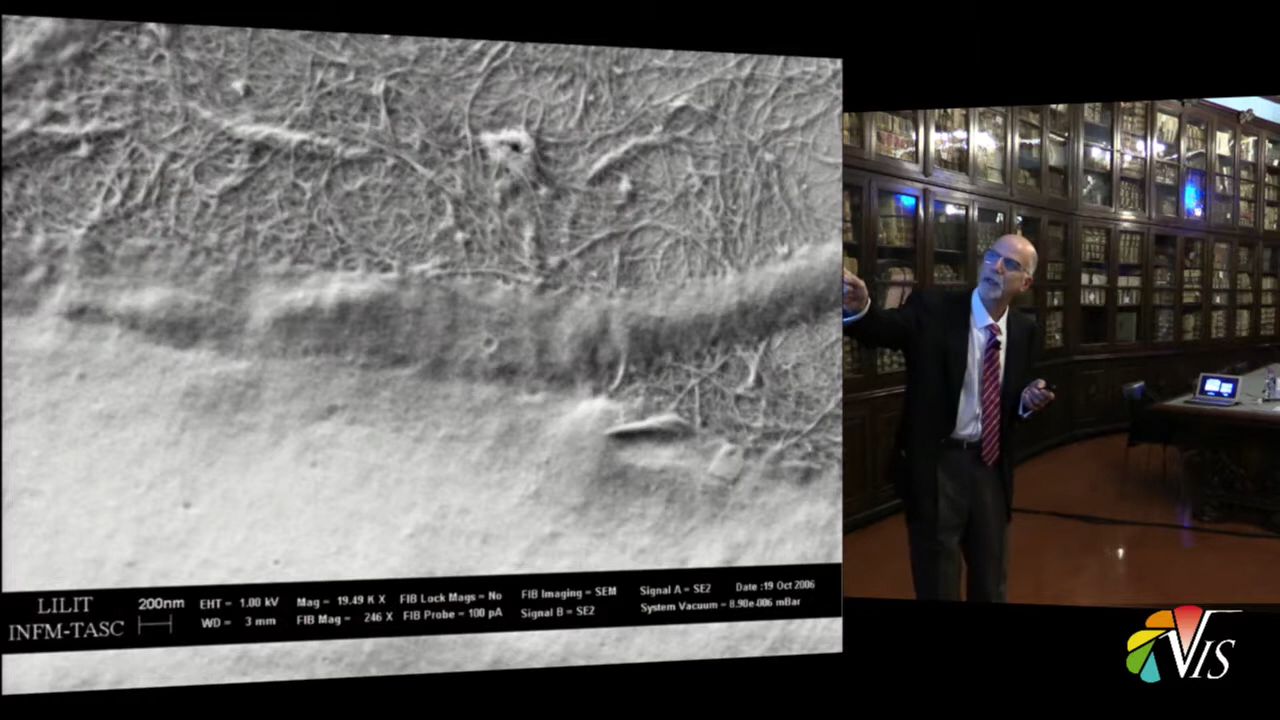 LILIT
INFM-TASC
200nm
EHT = 1.00 kV
WD = 3 mm
Mag = 19.49 K X
FIB Mag = 246 X
FIB Lock Mags = No
FIB Probe = 100 pA
FIB Imaging = SEM
Signal B = SE2
Signal A = SE2
System Vacuum = 8.90e-006 mBar
Date :19 Oct 2006
VIS